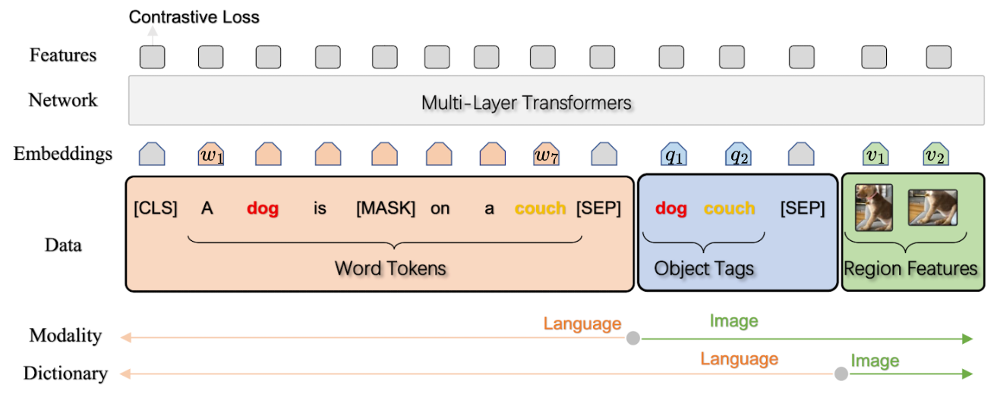 Contrastive Loss
Features
Network Multi-Layer Transformers
Embeddings w1 w7 q1 q2 v1 v2
[CLS] A dog is [MASK] on a couch [SEP] dog couch [SEP]
Data
Word Tokens Object Tags Region Features
Modality Language Image
Dictionary Language Image